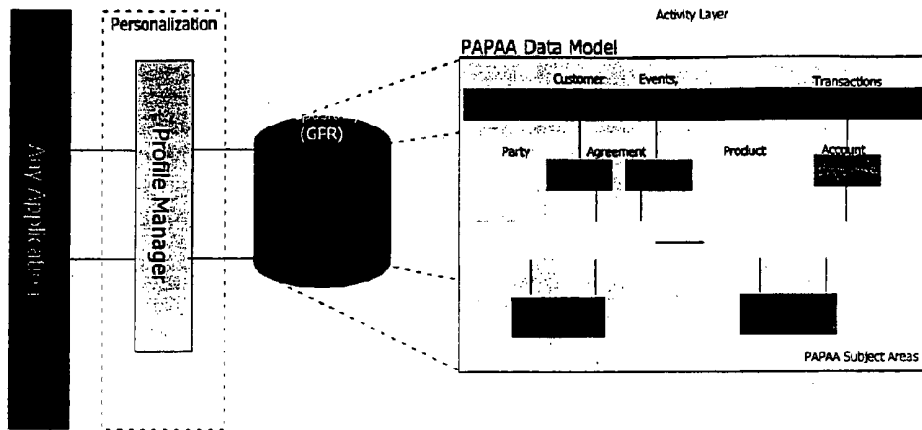 Personalization
Activity Layer
PAPAA Data Model
Any Application
Profile Manager
(GFR)
Customer Events, Transactions
Party Agreement Product Account
PAPAA Subject Areas